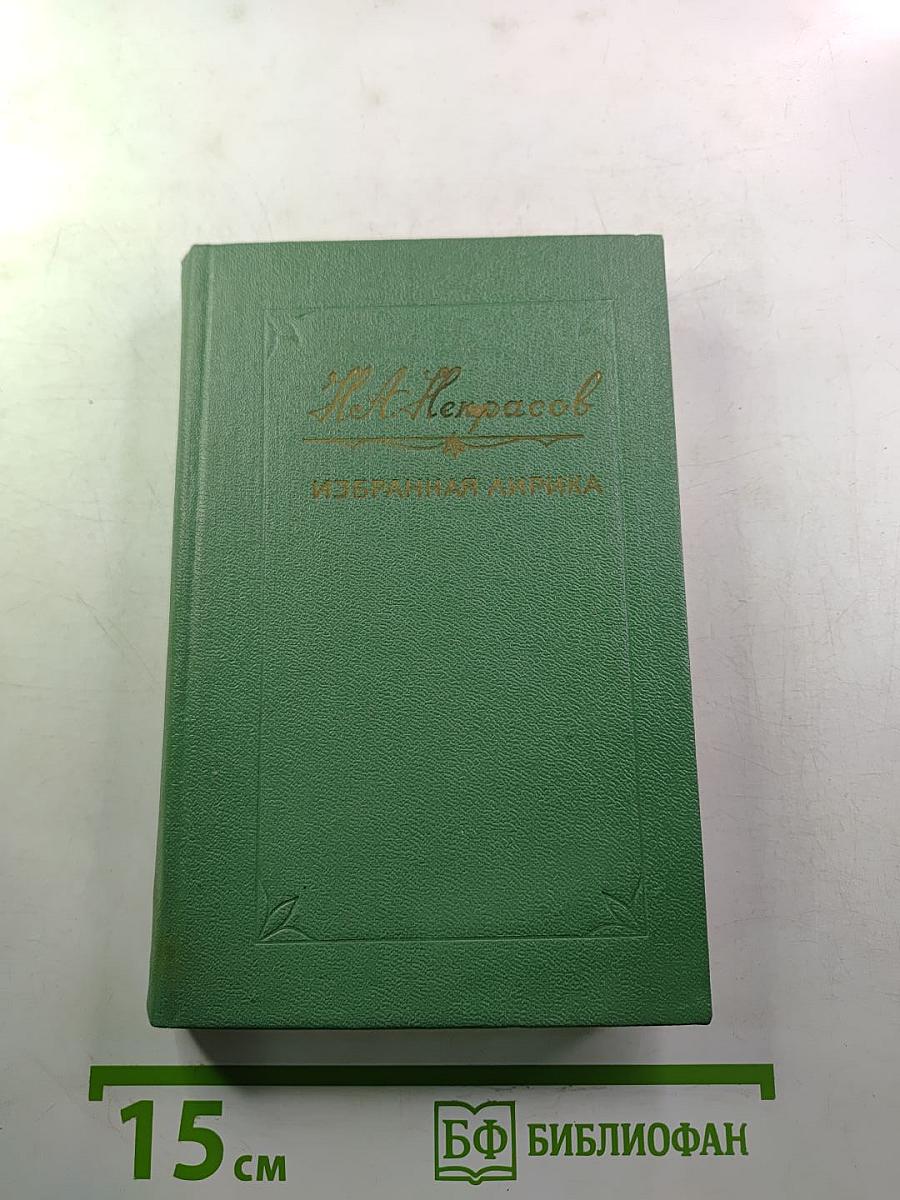 Н.А.Некрасов
ИЗБРАННАЯ ЛИРИКА
15 см
БФ БИБЛИОФАН